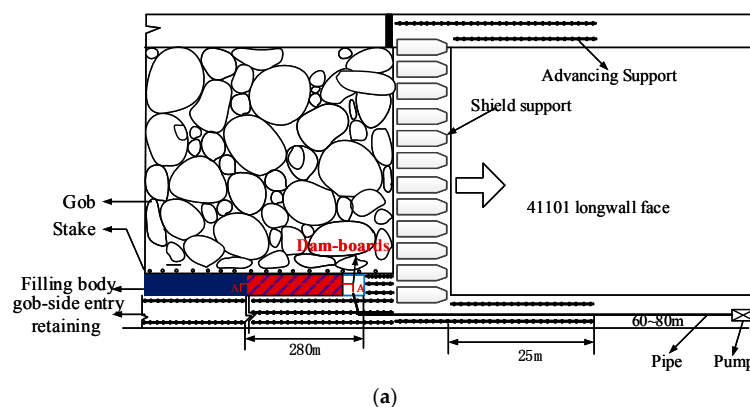 Advancing Support
Shield support
Gob
41101 longwall face
Stake
Dam-boards
Filling body
A
A
gob-side entry
retaining
60~80m
280m
25m
Pipe
Pump
(a)